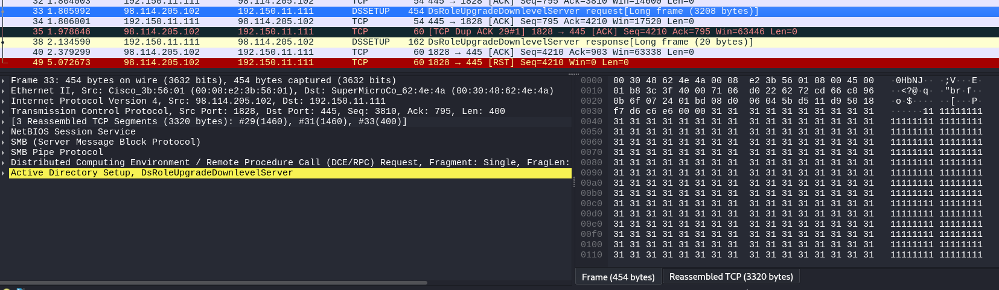 32 1.804003 98.114.205.102 192.150.11.111 TCP 54 445 → 1828 [ACK] Seq=795 Ack=3810 Win=14600 Len=0
33 1.805992 98.114.205.102 192.150.11.111 DSSETUP 454 DsRoleUpgradeDownlevelServer request[Long frame (3208 bytes)]
34 1.806001 192.150.11.111 98.114.205.102 TCP 54 445 → 1828 [ACK] Seq=795 Ack=4210 Win=17520 Len=0
35 1.978646 98.114.205.102 192.150.11.111 TCP 60 [TCP Dup ACK 29#1] 1828 → 445 [ACK] Seq=4210 Ack=795 Win=63446 Len=0
38 2.134590 192.150.11.111 98.114.205.102 DSSETUP 162 DsRoleUpgradeDownlevelServer response[Long frame (20 bytes)]
40 2.379299 98.114.205.102 192.150.11.111 TCP 60 1828 → 445 [ACK] Seq=4210 Ack=903 Win=63338 Len=0
49 5.072673 98.114.205.102 192.150.11.111 TCP 60 1828 → 445 [RST] Seq=4210 Win=0 Len=0
Frame 33: 454 bytes on wire (3632 bits), 454 bytes captured (3632 bits)
Ethernet II, Src: Cisco_3b:56:01 (00:08:e2:3b:56:01), Dst: SuperMicroCo_62:4e:4a (00:30:48:62:4e:4a)
Internet Protocol Version 4, Src: 98.114.205.102, Dst: 192.150.11.111
Transmission Control Protocol, Src Port: 1828, Dst Port: 445, Seq: 3810, Ack: 795, Len: 400
[3 Reassembled TCP Segments (3320 bytes): #29(1460), #31(1460), #33(400)]
NetBIOS Session Service
SMB (Server Message Block Protocol)
SMB Pipe Protocol
Distributed Computing Environment / Remote Procedure Call (DCE/RPC) Request, Fragment: Single, FragLen:
Active Directory Setup, DsRoleUpgradeDownlevelServer
0000 00 30 48 62 4e 4a 00 08 e2 3b 56 01 08 00 45 00 ·0HbNJ·· ·;V···E·
0010 01 b8 3c 3f 40 00 71 06 d0 22 62 72 cd 66 c0 96 ··<?@·q· ·"br·f··
0020 0b 6f 07 24 01 bd 08 d0 06 04 5b d5 11 d9 50 18 ·o·$···· ··[···P·
0030 f7 d6 c6 e6 00 00 31 31 31 31 31 31 31 31 31 31 ······11 11111111
0040 31 31 31 31 31 31 31 31 31 31 31 31 31 31 31 31 11111111 11111111
0050 31 31 31 31 31 31 31 31 31 31 31 31 31 31 31 31 11111111 11111111
0060 31 31 31 31 31 31 31 31 31 31 31 31 31 31 31 31 11111111 11111111
0070 31 31 31 31 31 31 31 31 31 31 31 31 31 31 31 31 11111111 11111111
0080 31 31 31 31 31 31 31 31 31 31 31 31 31 31 31 31 11111111 11111111
0090 31 31 31 31 31 31 31 31 31 31 31 31 31 31 31 31 11111111 11111111
00a0 31 31 31 31 31 31 31 31 31 31 31 31 31 31 31 31 11111111 11111111
00b0 31 31 31 31 31 31 31 31 31 31 31 31 31 31 31 31 11111111 11111111
00c0 31 31 31 31 31 31 31 31 31 31 31 31 31 31 31 31 11111111 11111111
00d0 31 31 31 31 31 31 31 31 31 31 31 31 31 31 31 31 11111111 11111111
00e0 31 31 31 31 31 31 31 31 31 31 31 31 31 31 31 31 11111111 11111111
00f0 31 31 31 31 31 31 31 31 31 31 31 31 31 31 31 31 11111111 11111111
0100 31 31 31 31 31 31 31 31 31 31 31 31 31 31 31 31 11111111 11111111
0110 31 31 31 31 31 31 31 31 31 31 31 31 31 31 31 31 11111111 11111111
Frame (454 bytes) Reassembled TCP (3320 bytes)